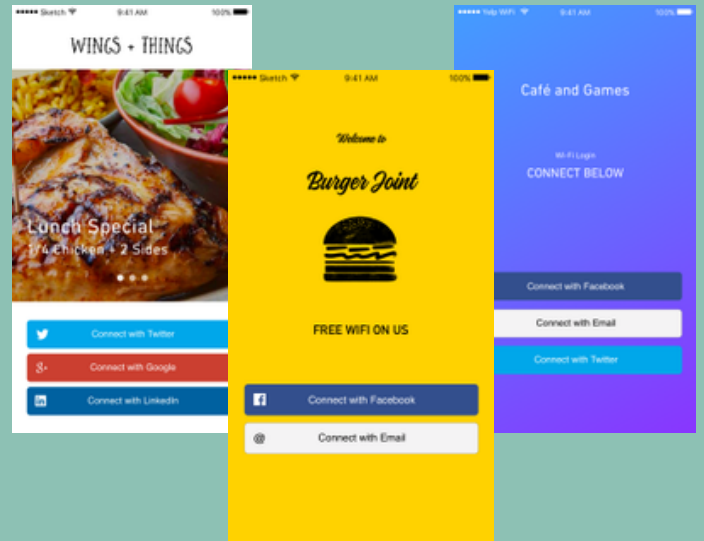 Sketch 9:41 AM 100%
WINGS + THINGS
Lunch Special
1/4 Chicken + 2 Sides
Connect with Twitter
Connect with Google
Connect with LinkedIn
Sketch 9:41 AM 100%
Welcome to
Burger Joint
FREE WIFI ON US
Connect with Facebook
@ Connect with Email
Yelp WiFi 9:41 AM 100%
Café and Games
Wi-Fi Login
CONNECT BELOW
Connect with Facebook
Connect with Email
Connect with Twitter